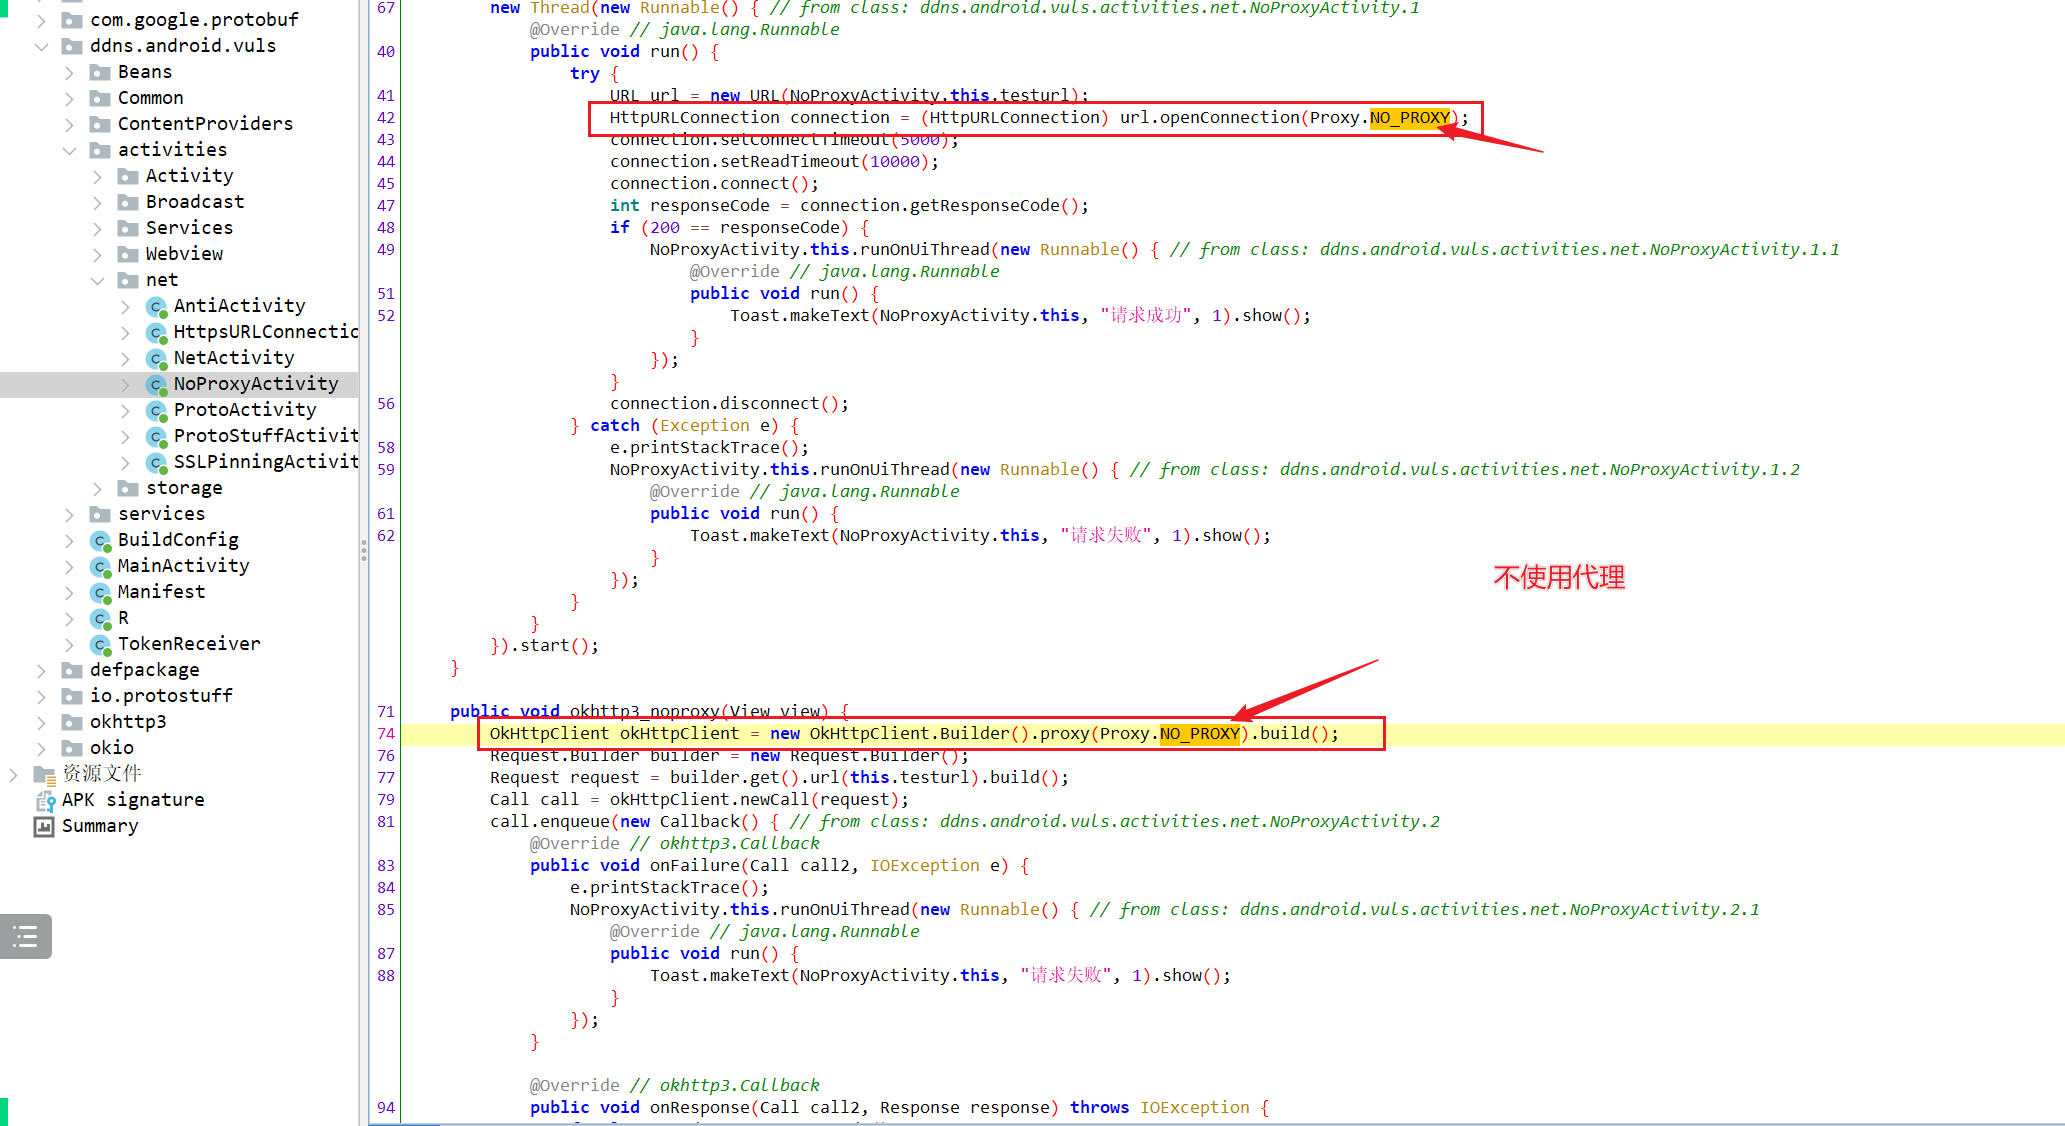 com.google.protobuf
ddns.android.vuls
Beans
Common
ContentProviders
activities
Activity
Broadcast
Services
Webview
net
AntiActivity
HttpsURLConnectio
NetActivity
NoProxyActivity
ProtoActivity
ProtoStuffActivit
SSLPinningActivit
storage
services
BuildConfig
MainActivity
Manifest
R
TokenReceiver
defpackage
io.protostuff
okhttp3
okio
资源文件
APK signature
Summary
67 new Thread(new Runnable() { // from class: ddns.android.vuls.activities.net.NoProxyActivity.1
@Override // java.lang.Runnable
40 public void run() {
try {
41 URL url = new URL(NoProxyActivity.this.testurl);
42 HttpURLConnection connection = (HttpURLConnection) url.openConnection(Proxy.NO_PROXY);
43 connection.setConnectTimeout(5000);
44 connection.setReadTimeout(10000);
45 connection.connect();
47 int responseCode = connection.getResponseCode();
48 if (200 == responseCode) {
49 NoProxyActivity.this.runOnUiThread(new Runnable() { // from class: ddns.android.vuls.activities.net.NoProxyActivity.1.1
@Override // java.lang.Runnable
51 public void run() {
52 Toast.makeText(NoProxyActivity.this, "请求成功", 1).show();
}
});
}
56 connection.disconnect();
} catch (Exception e) {
58 e.printStackTrace();
59 NoProxyActivity.this.runOnUiThread(new Runnable() { // from class: ddns.android.vuls.activities.net.NoProxyActivity.1.2
@Override // java.lang.Runnable
61 public void run() {
62 Toast.makeText(NoProxyActivity.this, "请求失败", 1).show();
}
});
不使用代理
}
}
}).start();
}
71 public void okhttp3_noproxy(View view) {
74 OkHttpClient okHttpClient = new OkHttpClient.Builder().proxy(Proxy.NO_PROXY).build();
76 Request.Builder builder = new Request.Builder();
77 Request request = builder.get().url(this.testurl).build();
79 Call call = okHttpClient.newCall(request);
81 call.enqueue(new Callback() { // from class: ddns.android.vuls.activities.net.NoProxyActivity.2
@Override // okhttp3.Callback
83 public void onFailure(Call call2, IOException e) {
84 e.printStackTrace();
85 NoProxyActivity.this.runOnUiThread(new Runnable() { // from class: ddns.android.vuls.activities.net.NoProxyActivity.2.1
@Override // java.lang.Runnable
87 public void run() {
88 Toast.makeText(NoProxyActivity.this, "请求失败", 1).show();
}
});
}
@Override // okhttp3.Callback
94 public void onResponse(Call call2, Response response) throws IOException {